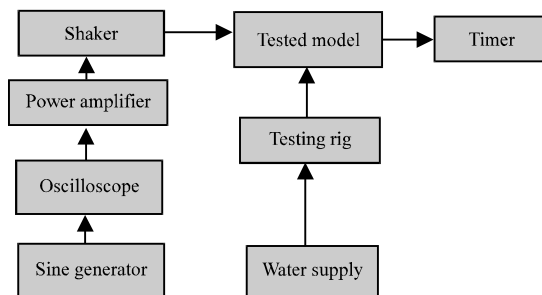 Shaker
Tested model
Timer
Power amplifier
Testing rig
Oscilloscope
Sine generator
Water supply